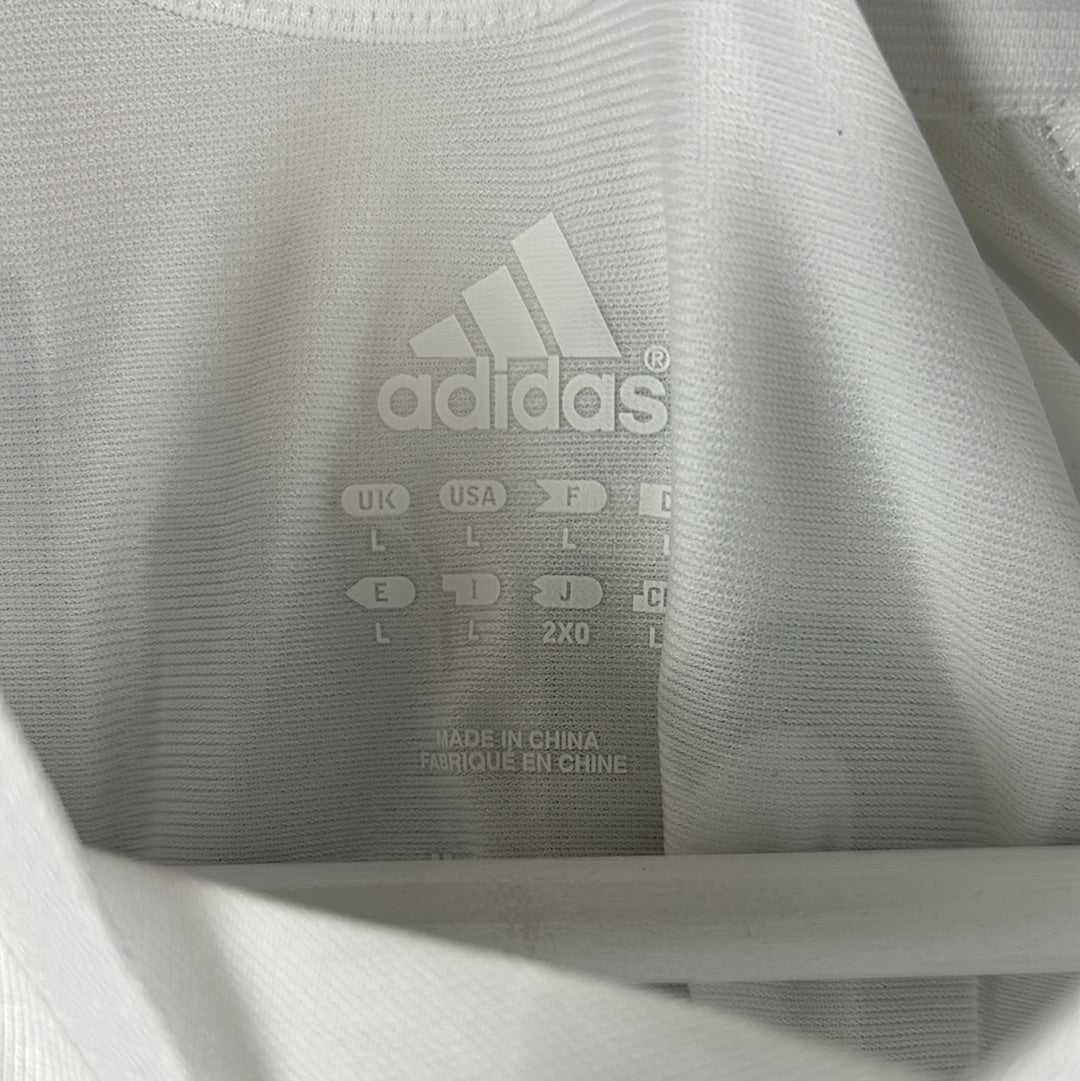 adidas®
UK USA F D
L L L L
E I J
L L 2XO L
MADE IN CHINA
FABRIQUE EN CHINE